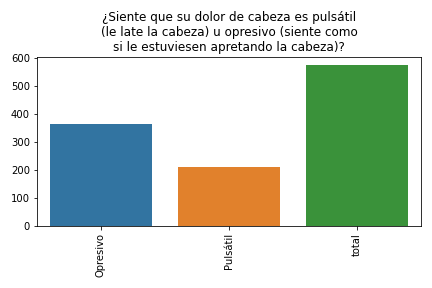 ¿Siente que su dolor de cabeza es pulsátil
(le late la cabeza) u opresivo (siente como
si le estuviesen apretando la cabeza)?
600
500
400
300
200
100
0
Opresivo
Pulsátil
total